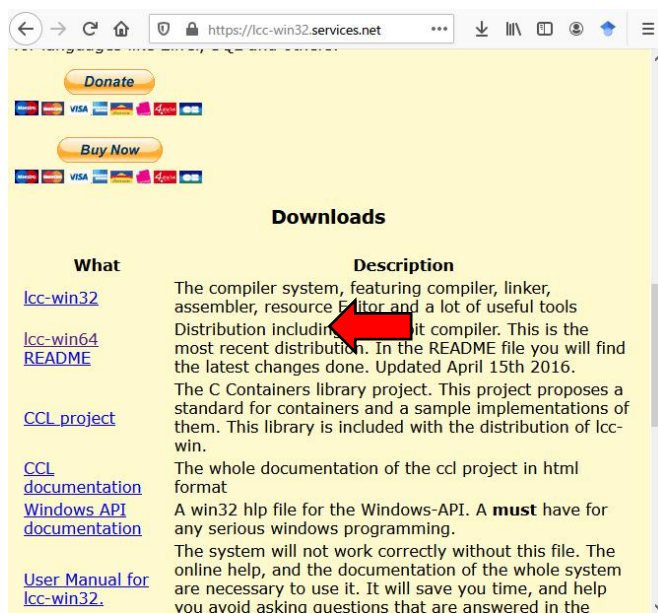 https://lcc-win32.services.net
Donate
VISA
Buy Now
VISA
Downloads
What Description
lcc-win32 The compiler system, featuring compiler, linker,
assembler, resource Editor and a lot of useful tools
lcc-win64 Distribution including bit compiler. This is the
README most recent distribution. In the README file you will find
the latest changes done. Updated April 15th 2016.
The C Containers library project. This project proposes a
CCL project standard for containers and a sample implementations of
them. This library is included with the distribution of lcc-
win.
CCL The whole documentation of the ccl project in html
documentation format
Windows API A win32 hlp file for the Windows-API. A must have for
documentation any serious windows programming.
The system will not work correctly without this file. The
online help, and the documentation of the whole system
User Manual for are necessary to use it. It will save you time, and help
lcc-win32. you avoid asking questions that are answered in the